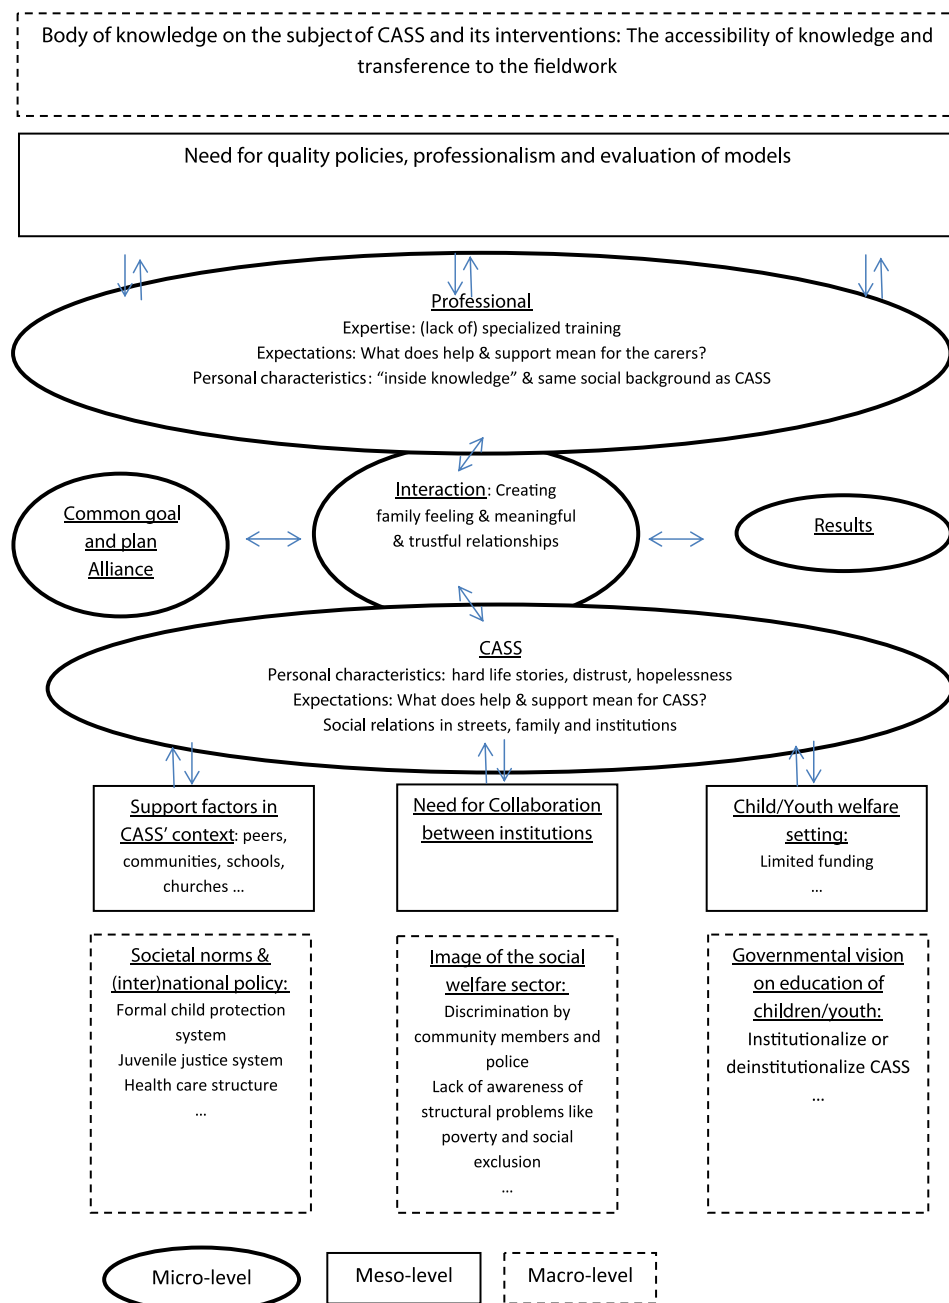 Body of knowledge on the subject of CASS and its interventions: The accessibility of knowledge and
transference to the fieldwork
Need for quality policies, professionalism and evaluation of models
Professional
Expertise: (lack of) specialized training
Expectations: What does help & support mean for the carers?
Personal characteristics: “inside knowledge” & same social background as CASS
Common goal
and plan
Alliance
Interaction: Creating
family feeling & meaningful
& trustful relationships
Results
CASS
Personal characteristics: hard life stories, distrust, hopelessness
Expectations: What does help & support mean for CASS?
Social relations in streets, family and institutions
Support factors in
CASS’ context: peers,
communities, schools,
churches ...
Need for Collaboration
between institutions
Child/Youth welfare
setting:
Limited funding
...
Societal norms &
(inter)national policy:
Formal child protection
system
Juvenile justice system
Health care structure
...
Image of the social
welfare sector:
Discrimination by
community members and
police
Lack of awareness of
structural problems like
poverty and social
exclusion
...
Governmental vision
on education of
children/youth:
Institutionalize or
deinstitutionalize CASS
...
Micro-level
Meso-level
Macro-level